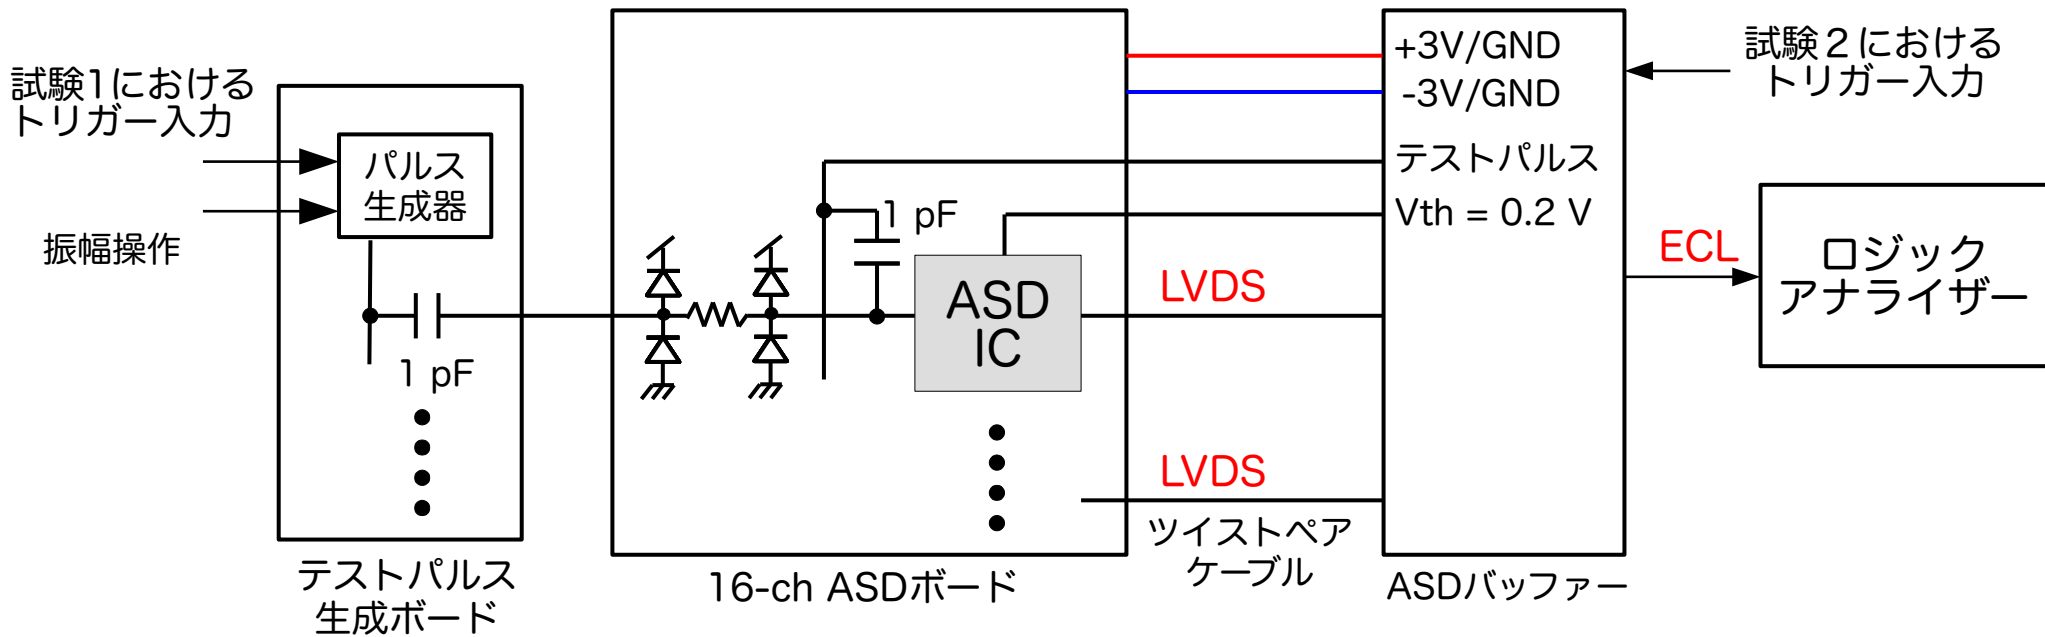 試験1における
トリガー入力
振幅操作
パルス
生成器
1 pF
テストパルス
生成ボード
1 pF
ASD
IC
16-ch ASDボード
LVDS
LVDS
ツイストペア
ケーブル
+3V/GND
-3V/GND
テストパルス
Vth = 0.2 V
ASDバッファー
試験２における
トリガー入力
ECL
ロジック
アナライザー